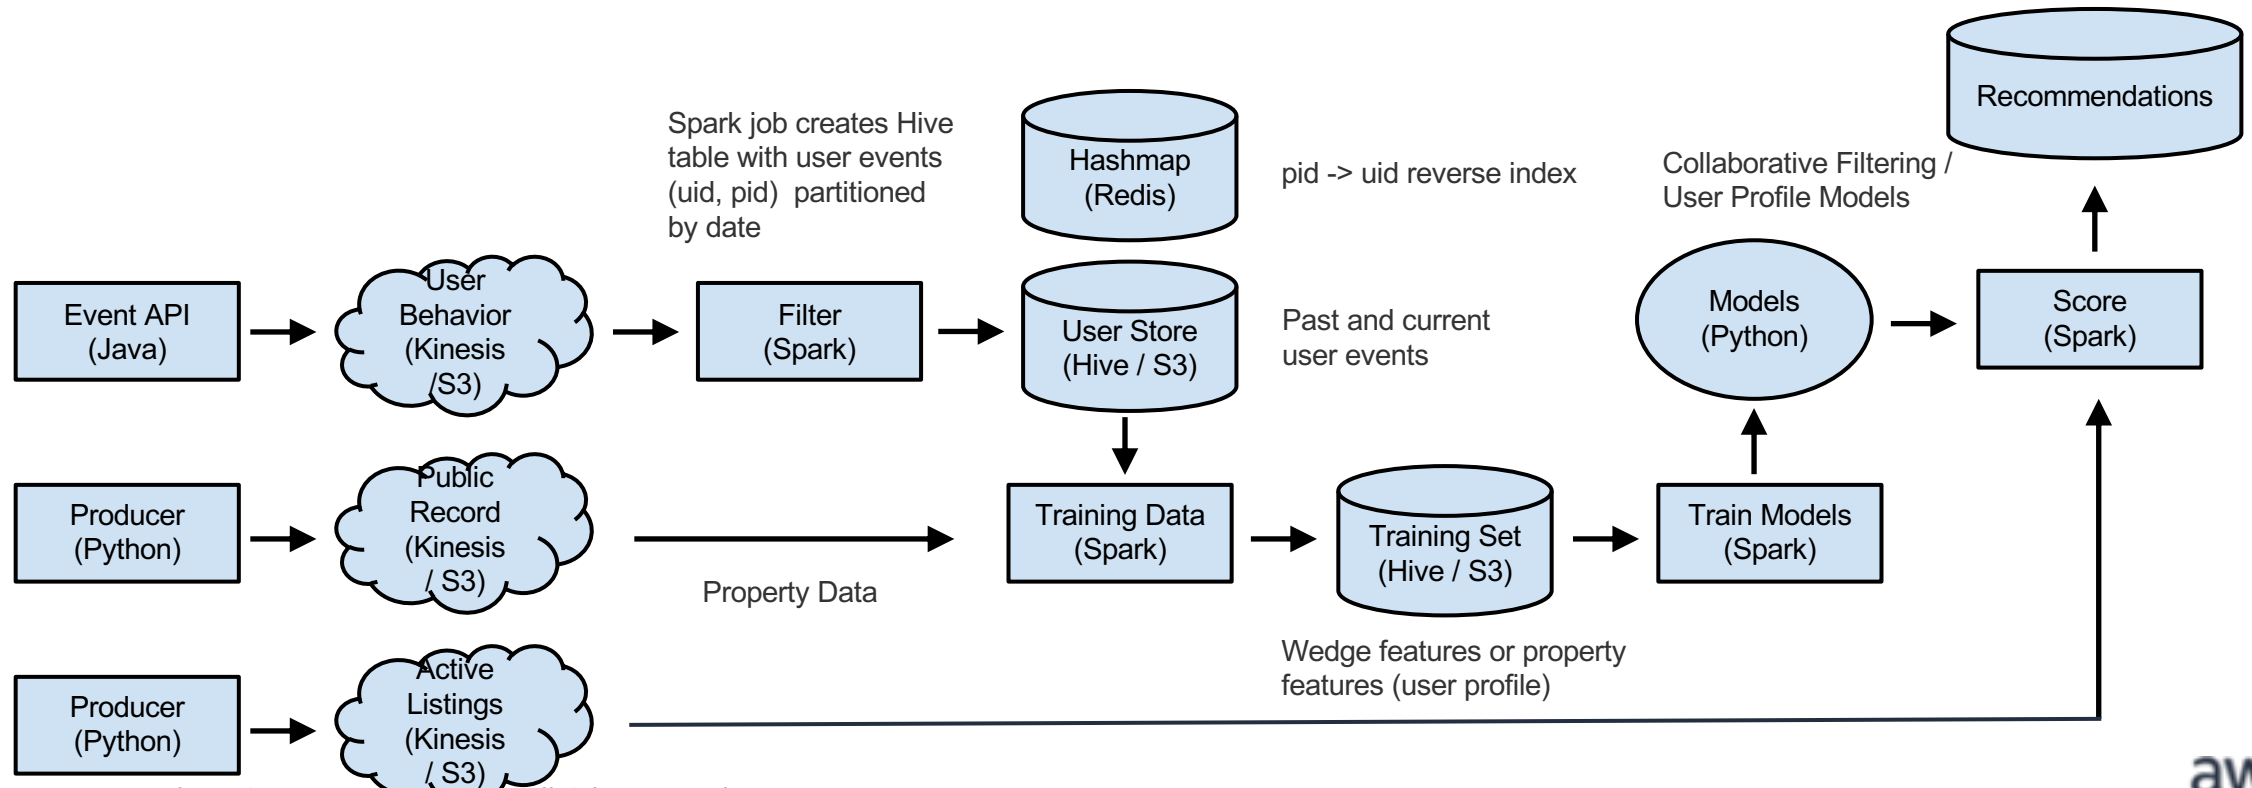 Recommendations
Spark job creates Hive
table with user events
(uid, pid) partitioned
by date
Hashmap
(Redis)
pid -> uid reverse index
Collaborative Filtering /
User Profile Models
Event API
(Java)
User
Behavior
(Kinesis
/S3)
Filter
(Spark)
User Store
(Hive / S3)
Past and current
user events
Models
(Python)
Score
(Spark)
Producer
(Python)
Public
Record
(Kinesis
/ S3)
Property Data
Training Data
(Spark)
Training Set
(Hive / S3)
Train Models
(Spark)
Wedge features or property
features (user profile)
Producer
(Python)
Active
Listings
(Kinesis
/ S3)